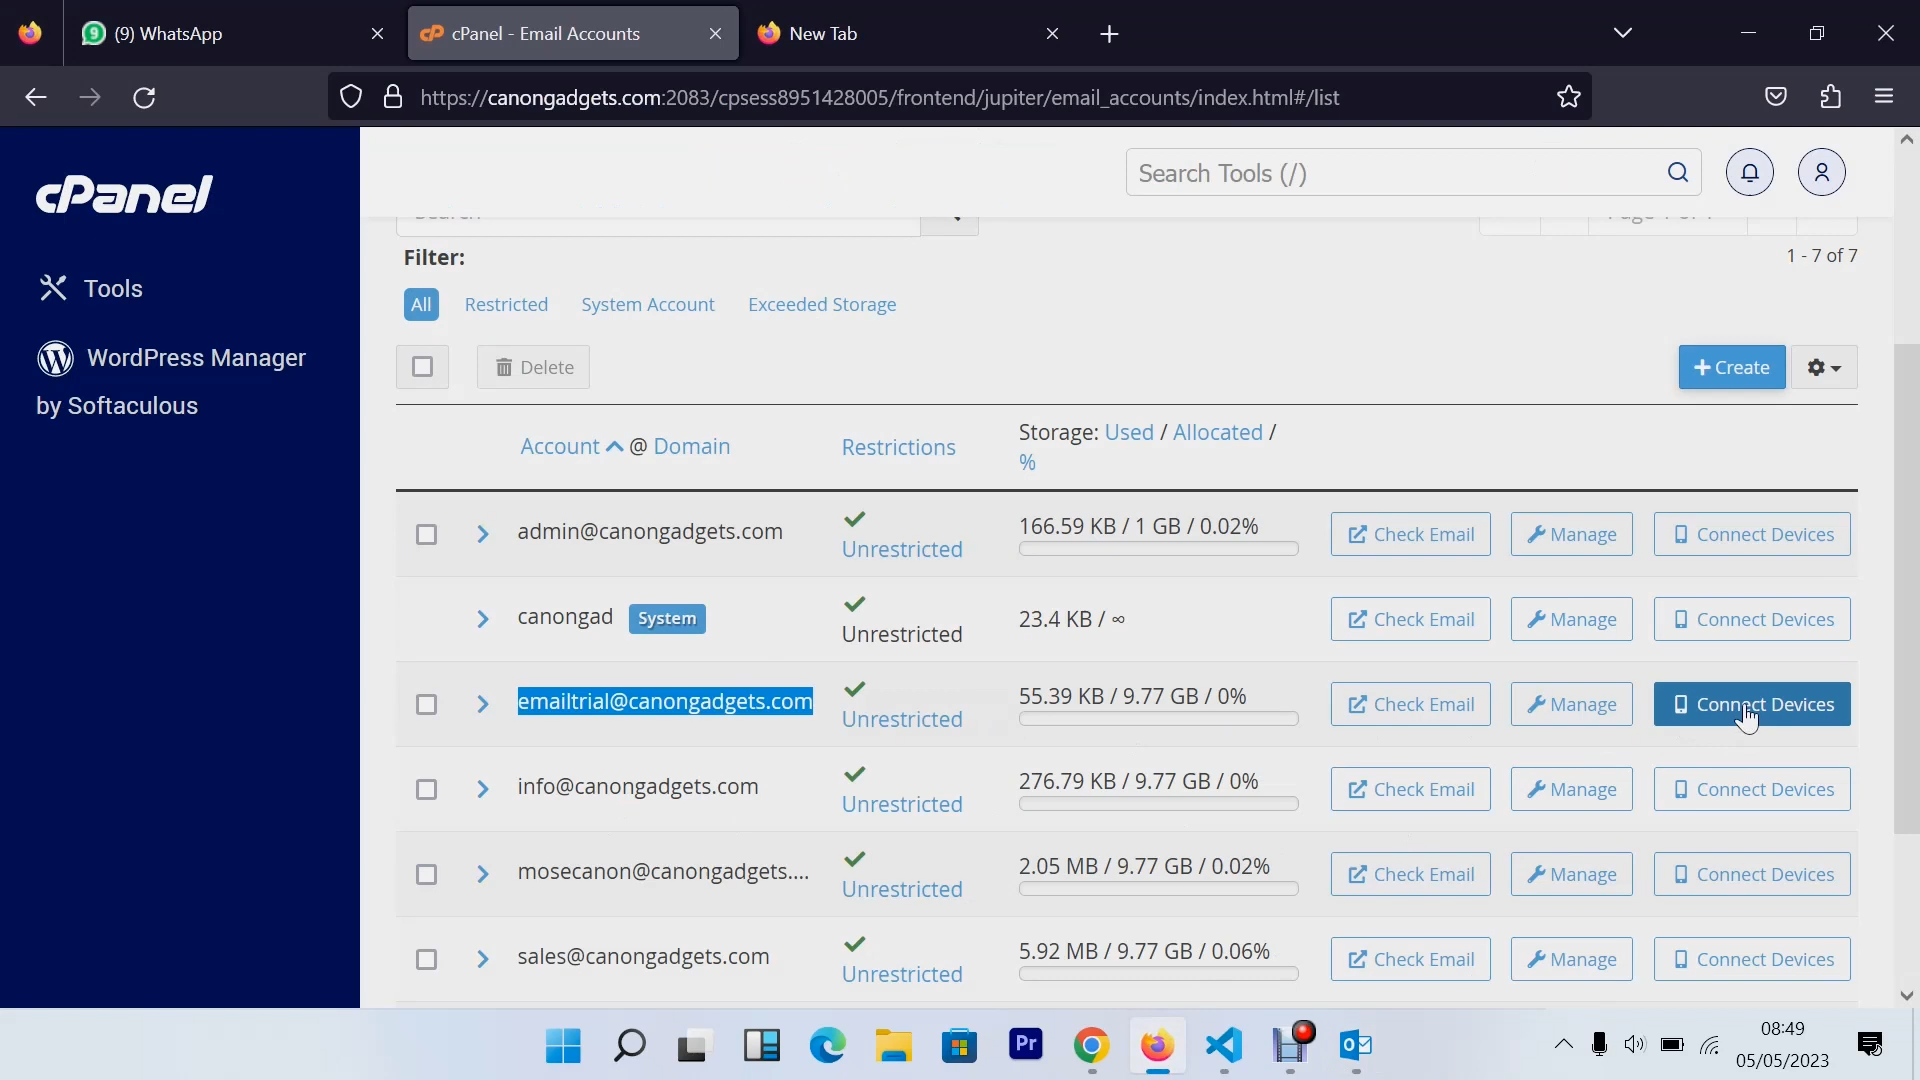 9 (9) WhatsApp
cPanel - Email Accounts
New Tab
https://canongadgets.com:2083/cpsess8951428005/frontend/jupiter/email_accounts/index.html#/list
cPanel
Search Tools (/)
Tools
WordPress Manager
by Softaculous
Filter:
1 - 7 of 7
All Restricted System Account Exceeded Storage
Delete
Create
Account @ Domain
Restrictions
Storage: Used / Allocated /
%
admin@canongadgets.com
Unrestricted
166.59 KB / 1 GB / 0.02%
Check Email Manage Connect Devices
canongad System
Unrestricted
23.4 KB / ∞
Check Email Manage Connect Devices
emailtrial@canongadgets.com
Unrestricted
55.39 KB / 9.77 GB / 0%
Check Email Manage Connect Devices
info@canongadgets.com
Unrestricted
276.79 KB / 9.77 GB / 0%
Check Email Manage Connect Devices
mosecanon@canongadgets....
Unrestricted
2.05 MB / 9.77 GB / 0.02%
Check Email Manage Connect Devices
sales@canongadgets.com
Unrestricted
5.92 MB / 9.77 GB / 0.06%
Check Email Manage Connect Devices
Pr
08:49
05/05/2023